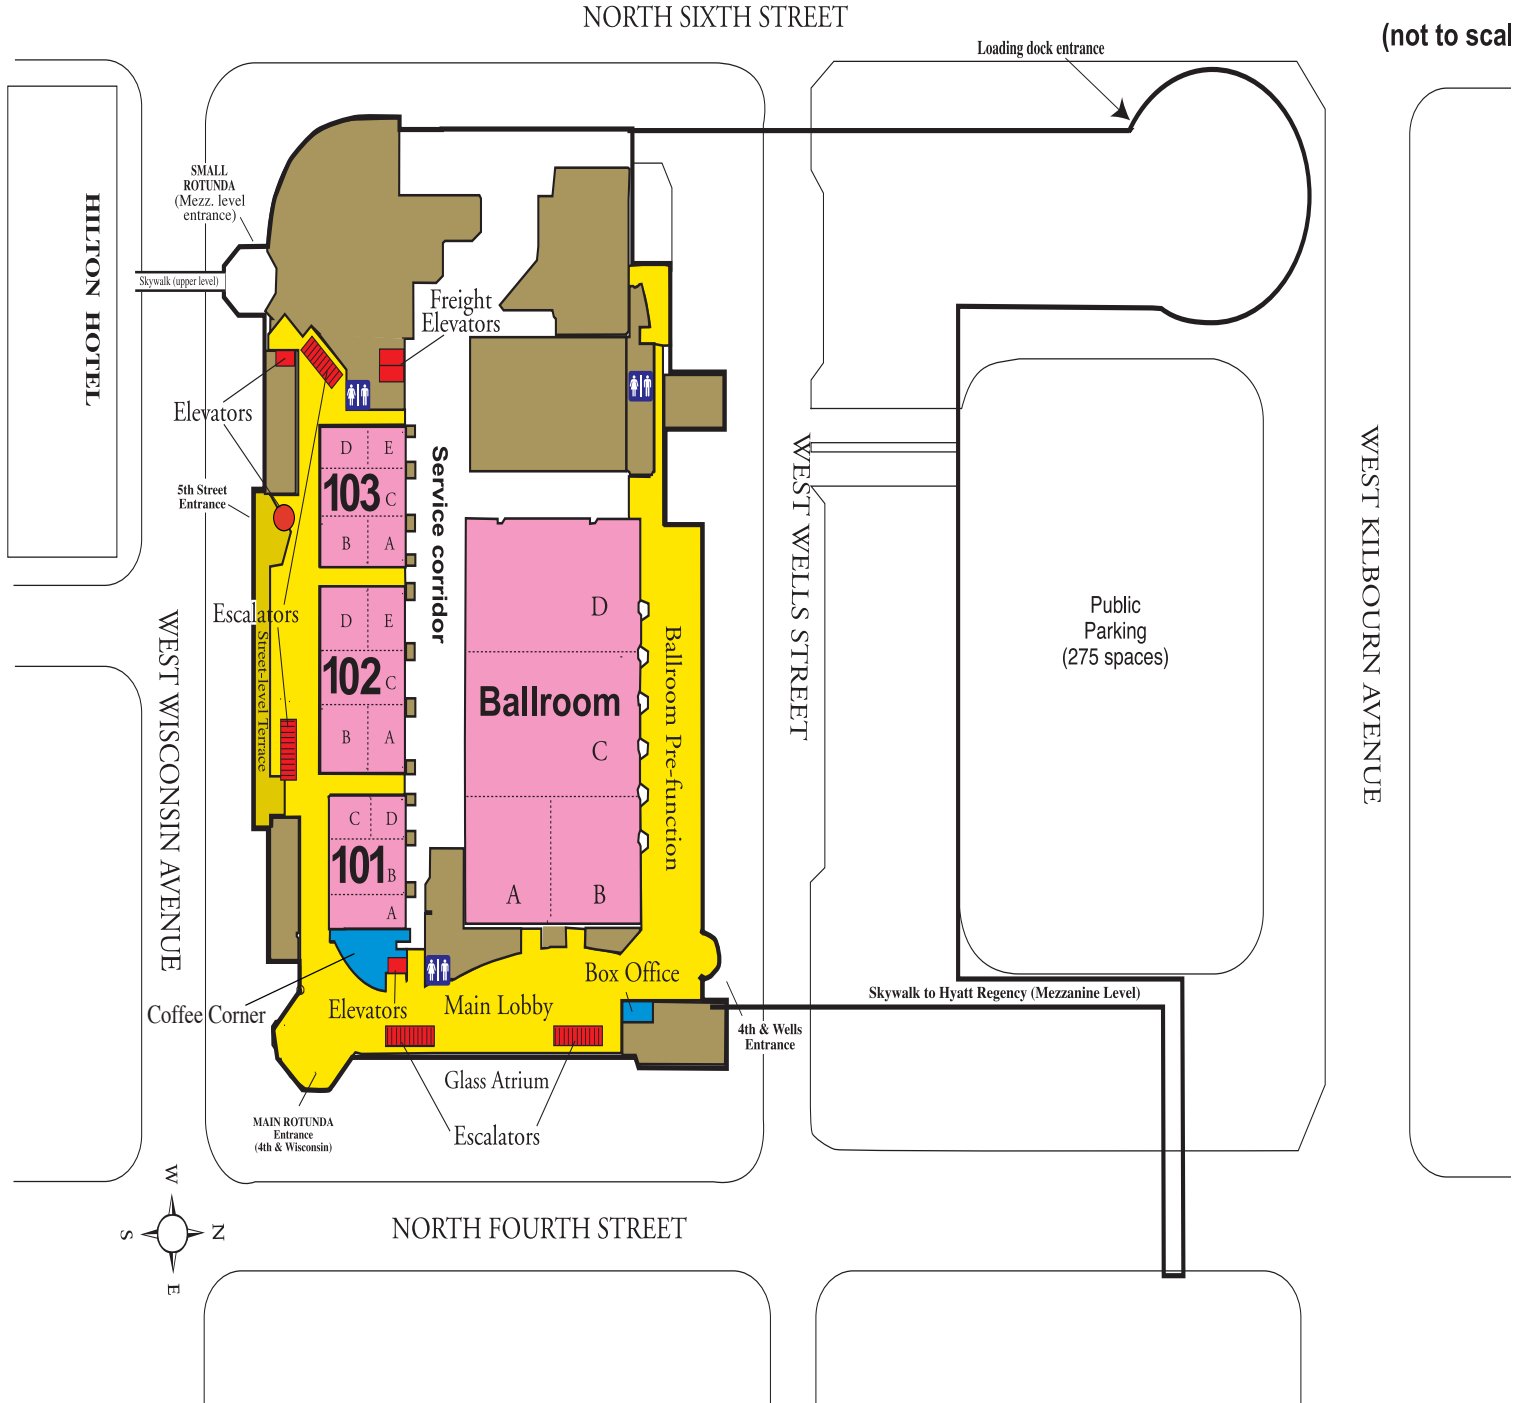 NORTH SIXTH STREET
(not to scal
Loading dock entrance
SMALL
ROTUNDA
(Mezz. level
entrance)
HILTON HOTEL
Skywalk (upper level)
Freight
Elevators
Elevators
5th Street
Entrance
Service corridor
D E
103 C
B A
Escalators
Street-level Terrace
D E
102 C
B A
C D
101 B
A
D
Ballroom
C
A B
Ballroom Pre-function
WEST WISCONSIN AVENUE
WEST WELLS STREET
Public
Parking
(275 spaces)
WEST KILBOURN AVENUE
Coffee Corner
Elevators
Main Lobby
Box Office
Skywalk to Hyatt Regency (Mezzanine Level)
4th & Wells
Entrance
Glass Atrium
MAIN ROTUNDA
Entrance
(4th & Wisconsin)
Escalators
W
S N
E
NORTH FOURTH STREET